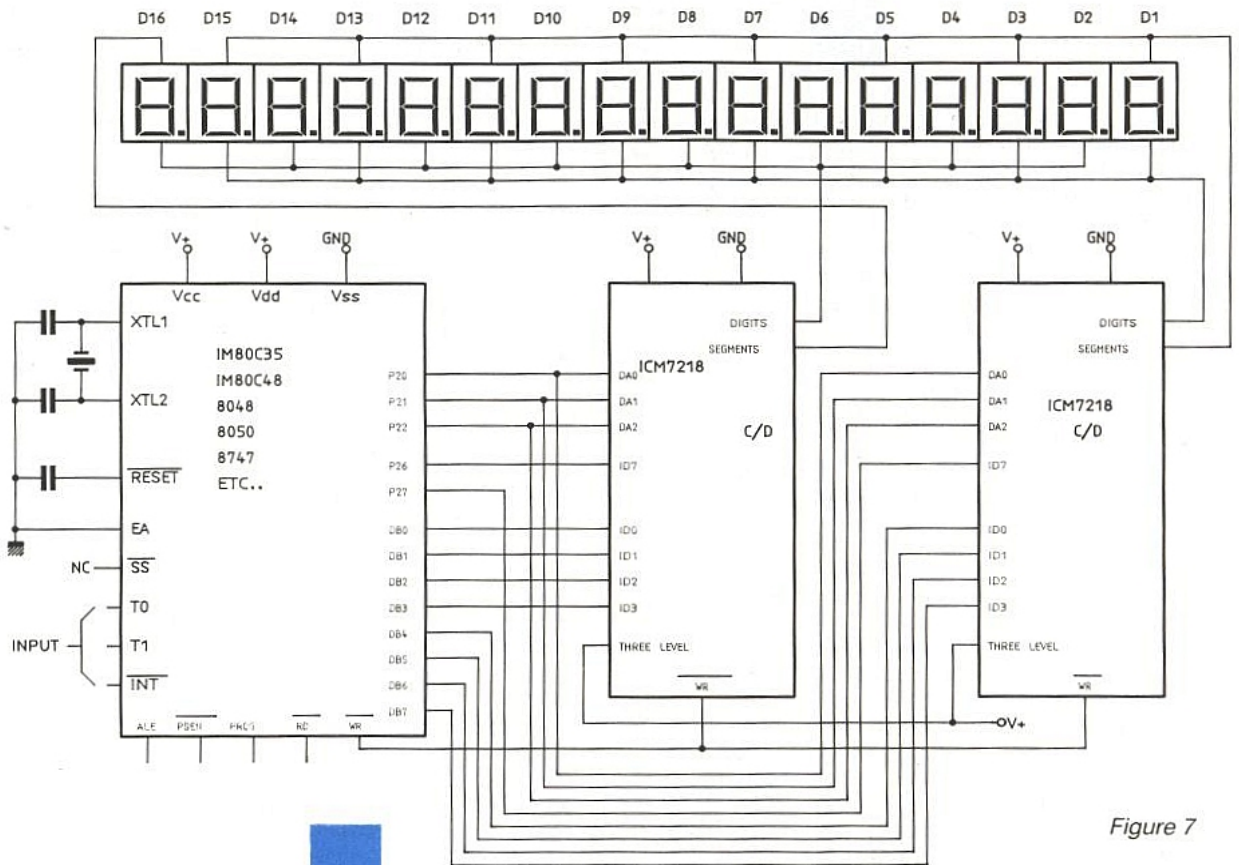 D16 D15 D14 D13 D12 D11 D10 D9 D8 D7 D6 D5 D4 D3 D2 D1
V+ V+ GND V+ GND V+ GND
Vcc Vdd Vss
XTL1
XTL2
RESET
EA
NC SS
T0
INPUT T1
INT
IM80C35
IM80C48
8048
8050
8747
ETC..
P20
P21
P22
P26
P27
DB0
DB1
DB2
DB3
DB4
DB5
DB6
DB7
ALE PSEN PROG RD WR
DIGITS
SEGMENTS
ICM7218
C/D
DA0
DA1
DA2
ID7
ID0
ID1
ID2
ID3
THREE LEVEL
WR
DIGITS
SEGMENTS
ICM7218
C/D
DA0
DA1
DA2
ID7
ID0
ID1
ID2
ID3
THREE LEVEL
WR
V+
Figure 7